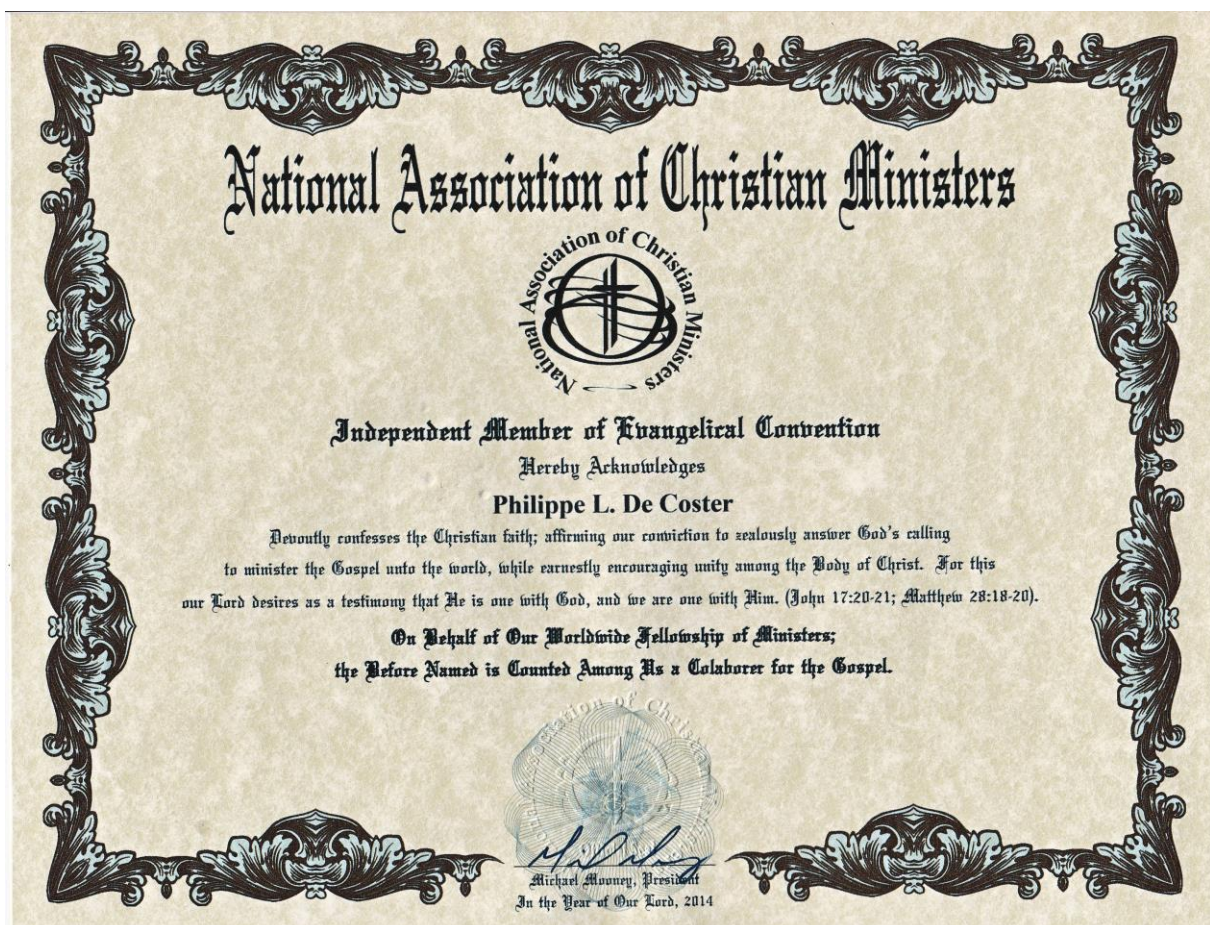 National Association of Christian Ministers
National Association of Christian Ministers
Independent Member of Evangelical Convention
Hereby Acknowledges
Philippe L. De Coster
Devoutly confesses the Christian faith; affirming our conviction to zealously answer God's calling
to minister the Gospel unto the world, while earnestly encouraging unity among the Body of Christ. For this
our Lord desires as a testimony that He is one with God, and we are one with Him. (John 17:20-21; Matthew 28:18-20).
On Behalf of Our Worldwide Fellowship of Ministers;
the Before Named is Counted Among Us a Colaborer for the Gospel.
Association of Christian
Michael Mooney, President
In the Year of Our Lord, 2014